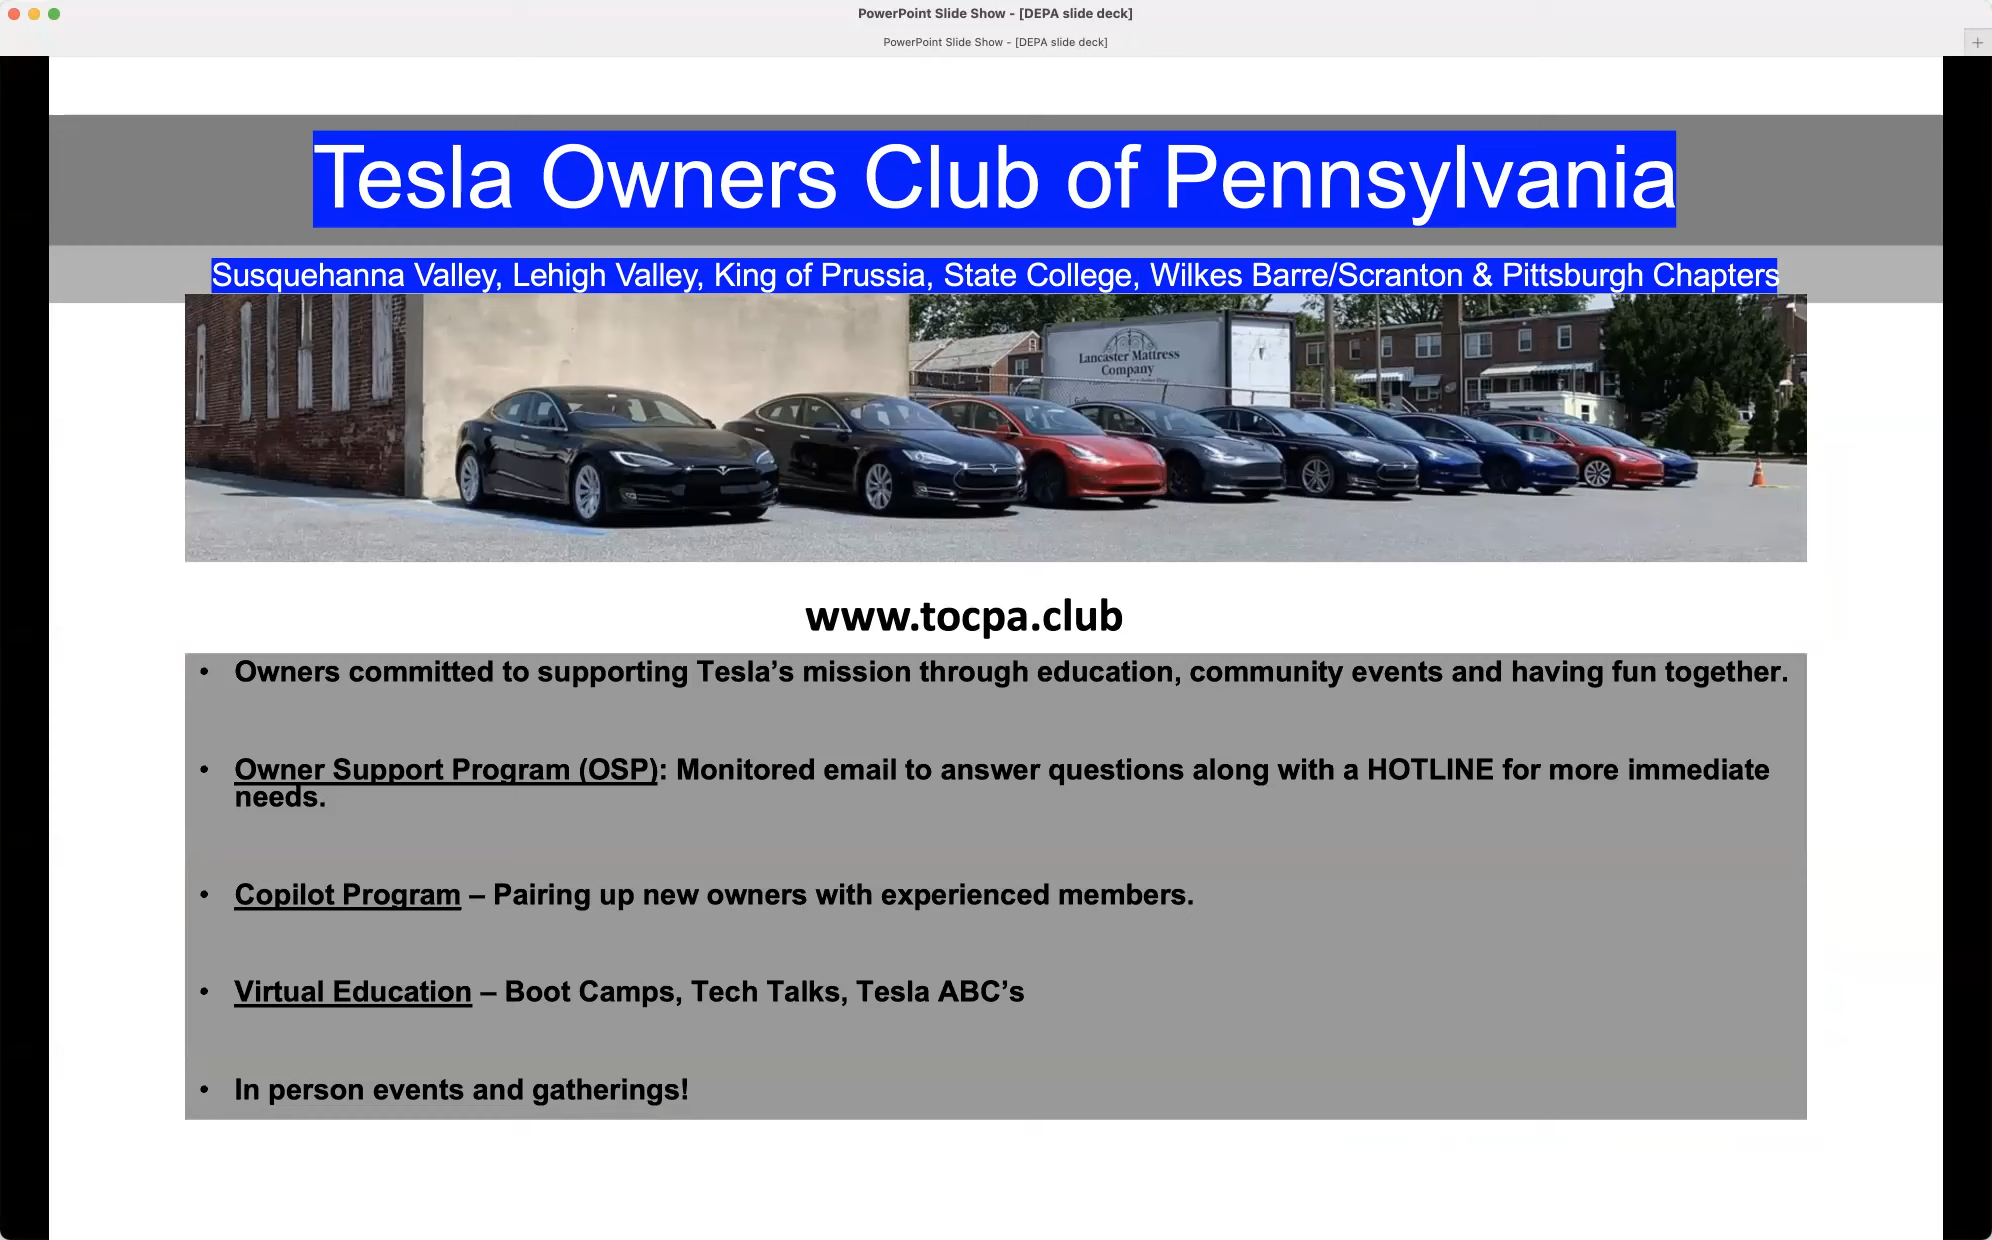 PowerPoint Slide Show - [DEPA slide deck]
PowerPoint Slide Show - [DEPA slide deck]
Tesla Owners Club of Pennsylvania
Susquehanna Valley, Lehigh Valley, King of Prussia, State College, Wilkes Barre/Scranton & Pittsburgh Chapters
Lancaster Mattress
Company
www.tocpa.club
• Owners committed to supporting Tesla’s mission through education, community events and having fun together.
• Owner Support Program (OSP): Monitored email to answer questions along with a HOTLINE for more immediate
needs.
• Copilot Program – Pairing up new owners with experienced members.
• Virtual Education – Boot Camps, Tech Talks, Tesla ABC’s
• In person events and gatherings!